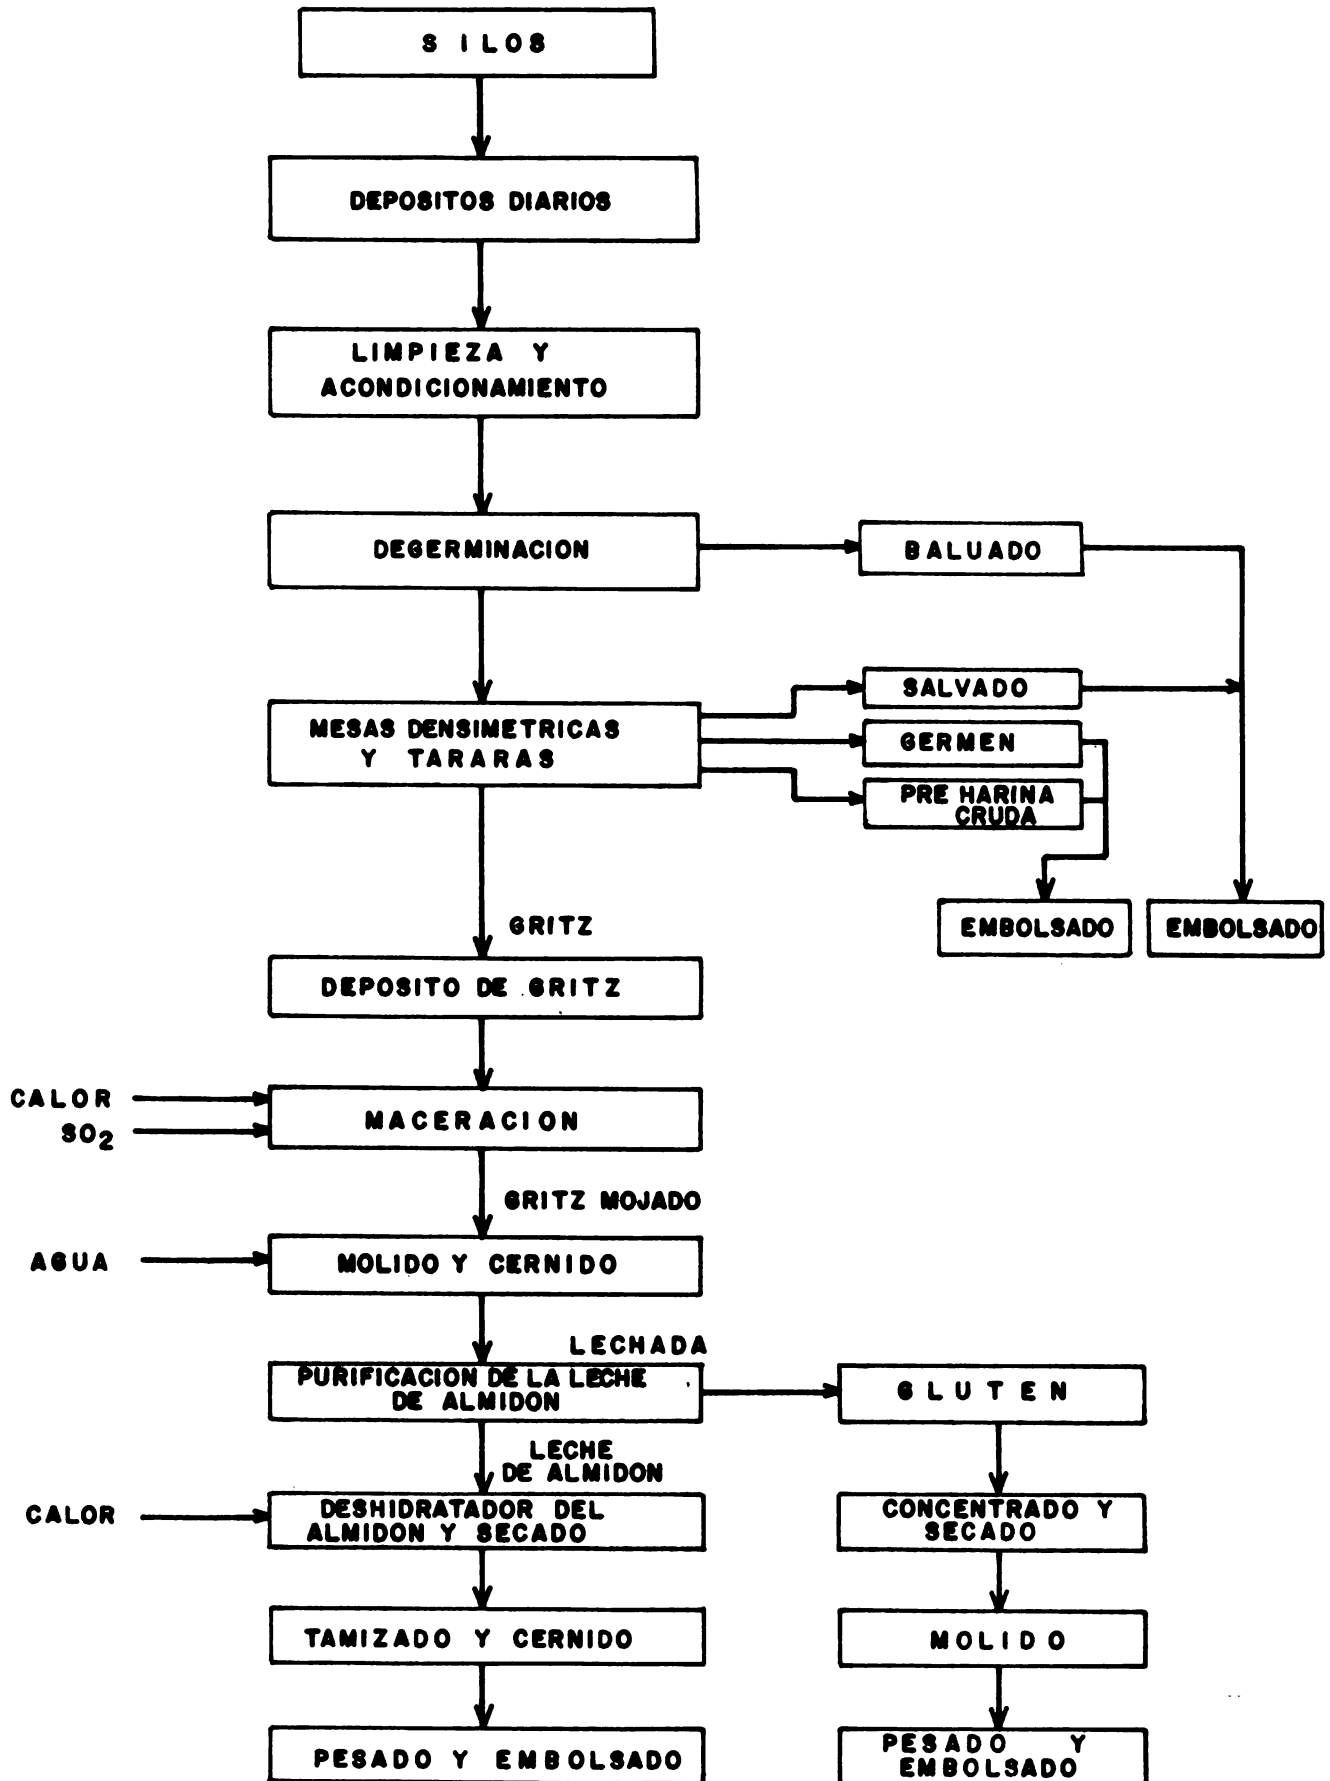 SILOS
DEPOSITOS DIARIOS
LIMPIEZA Y
ACONDICIONAMIENTO
DEGERMINACION
BALUADO
SALVADO
MESAS DENSIMETRICAS
Y TARARAS
GERMEN
PRE HARINA
CRUDA
GRITZ
EMBOLSADO
EMBOLSADO
DEPOSITO DE GRITZ
CALOR
SO2
MACERACION
GRITZ MOJADO
AGUA
MOLIDO Y CERNIDO
LECHADA
PURIFICACION DE LA LECHE
DE ALMIDON
GLUTEN
LECHE
DE ALMIDON
CALOR
DESHIDRATADOR DEL
ALMIDON Y SECADO
CONCENTRADO Y
SECADO
TAMIZADO Y CERNIDO
MOLIDO
PESADO Y EMBOLSADO
PESADO Y
EMBOLSADO